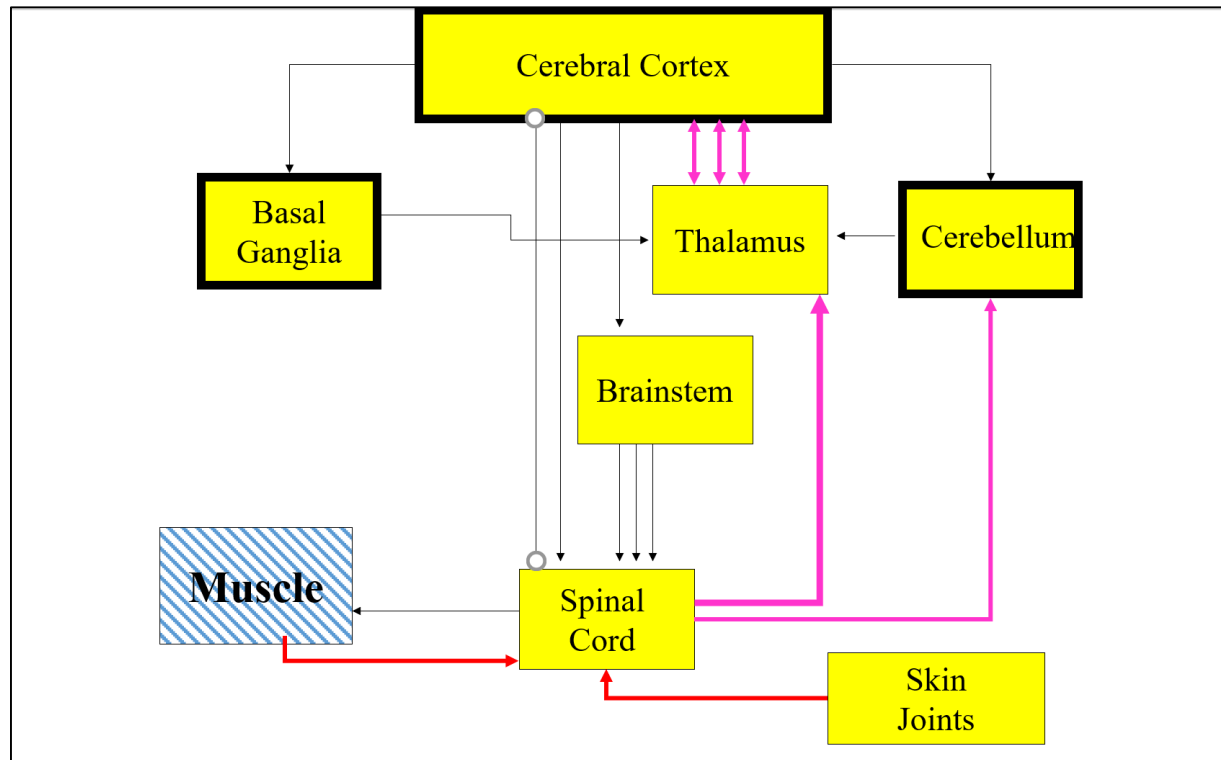 Cerebral Cortex
Basal
Ganglia
Thalamus
Cerebellum
Brainstem
Muscle
Spinal
Cord
Skin
Joints